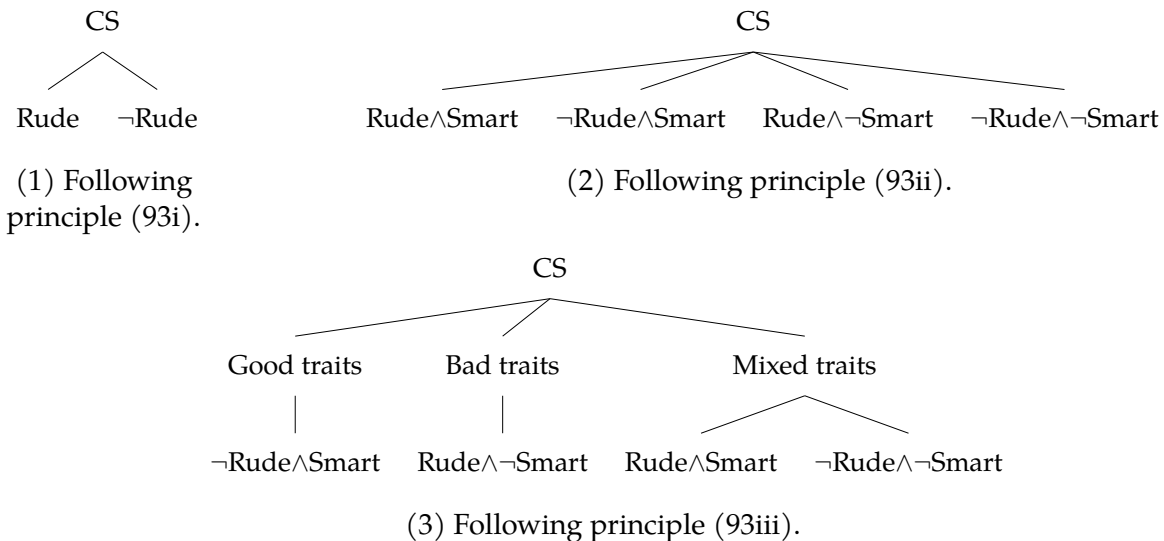 CS
Rude ¬Rude
(1) Following
principle (93i).
CS
Rude∧Smart ¬Rude∧Smart Rude∧¬Smart ¬Rude∧¬Smart
(2) Following principle (93ii).
CS
Good traits Bad traits Mixed traits
¬Rude∧Smart Rude∧¬Smart Rude∧Smart ¬Rude∧¬Smart
(3) Following principle (93iii).